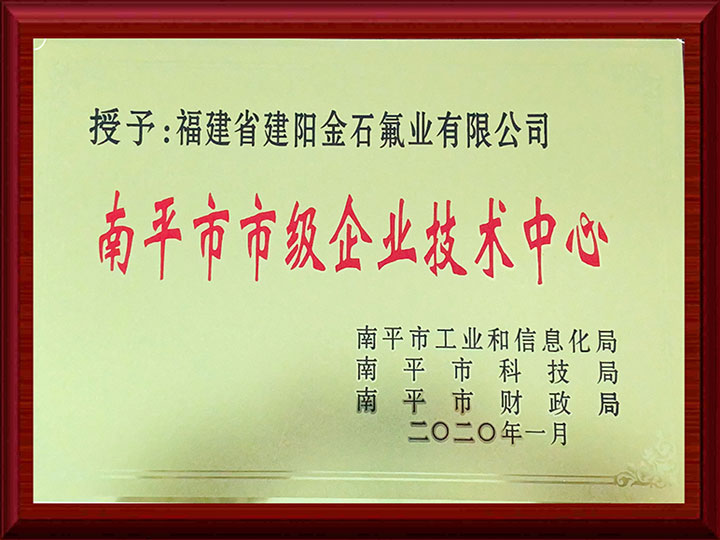 授予:福建省建阳金石氟业有限公司
南平市市级企业技术中心
南平市工业和信息化局
南平市科技局
南平市财政局
二〇二〇年一月